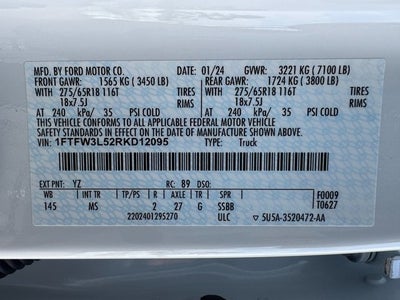 MFD. BY FORD MOTOR CO. 01/24 GVWR: 3221 KG ( 7100 LB)
FRONT GAWR: 1565 KG ( 3450 LB) REAR GAWR: 1724 KG ( 3800 LB)
WITH 275/65R18 116T TIRES WITH 275/65R18 116T TIRES
18x7.5J RIMS 18x7.5J RIMS
AT 240 kPa/ 35 PSI COLD AT 240 kPa/ 35 PSI COLD
THIS VEHICLE CONFORMS TO ALL APPLICABLE FEDERAL MOTOR VEHICLE
SAFETY STANDARDS IN EFFECT ON THE DATE OF MANUFACTURE SHOWN ABOVE.
VIN: 1FTFW3L52RKD12095 TYPE: Truck
EXT PNT: YZ RC: 89 DSO:
WB INT TR TP/PS R AXLE TR SPR F0009
145 MS 2 27 G SSBB T0627
2202401295270 ULC 5U5A-3520472-AA